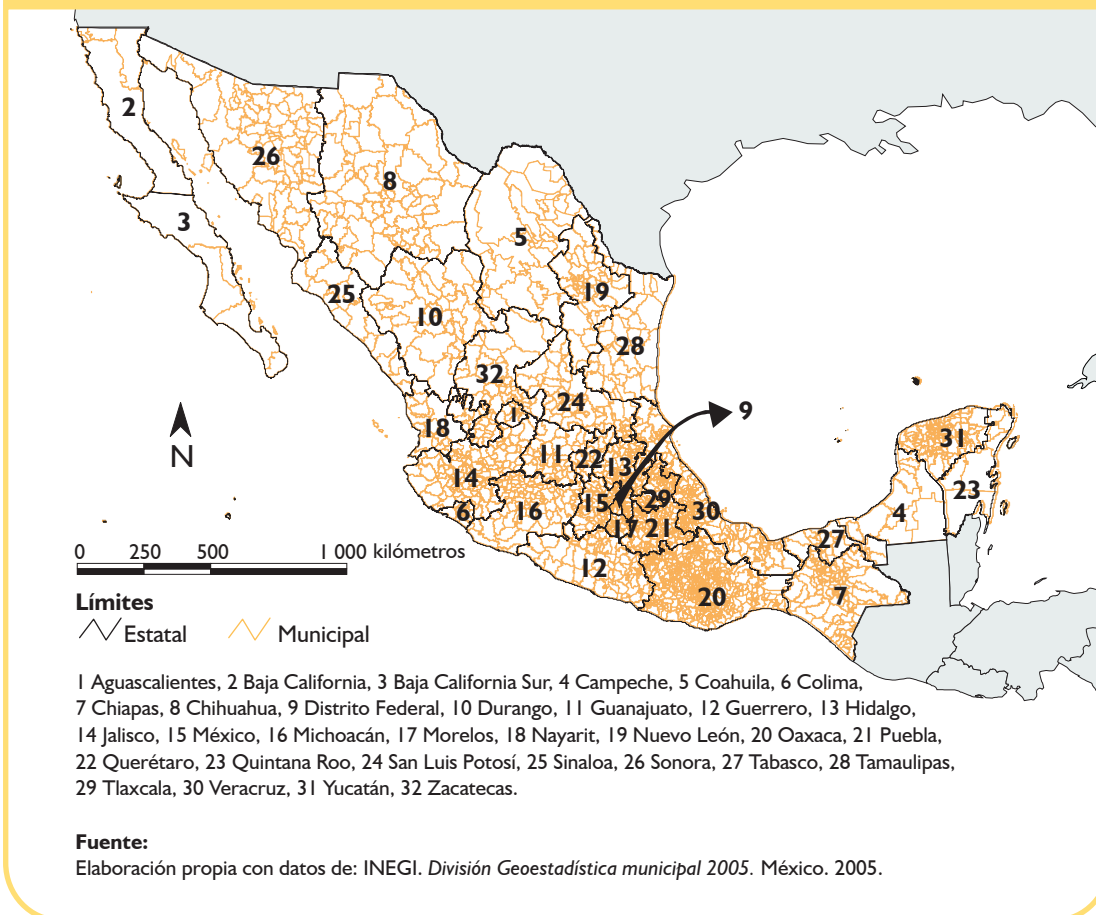 2
26
8
3
5
19
25
10
28
32
24
9
1
18
31
N
11
22
13
14
23
15
29
16
30
4
6
17
21
27
12
20
7
0 250 500 1 000 kilómetros
Límites
Estatal Municipal
1 Aguascalientes, 2 Baja California, 3 Baja California Sur, 4 Campeche, 5 Coahuila, 6 Colima,
7 Chiapas, 8 Chihuahua, 9 Distrito Federal, 10 Durango, 11 Guanajuato, 12 Guerrero, 13 Hidalgo,
14 Jalisco, 15 México, 16 Michoacán, 17 Morelos, 18 Nayarit, 19 Nuevo León, 20 Oaxaca, 21 Puebla,
22 Querétaro, 23 Quintana Roo, 24 San Luis Potosí, 25 Sinaloa, 26 Sonora, 27 Tabasco, 28 Tamaulipas,
29 Tlaxcala, 30 Veracruz, 31 Yucatán, 32 Zacatecas.
Fuente:
Elaboración propia con datos de: INEGI. División Geoestadística municipal 2005. México. 2005.